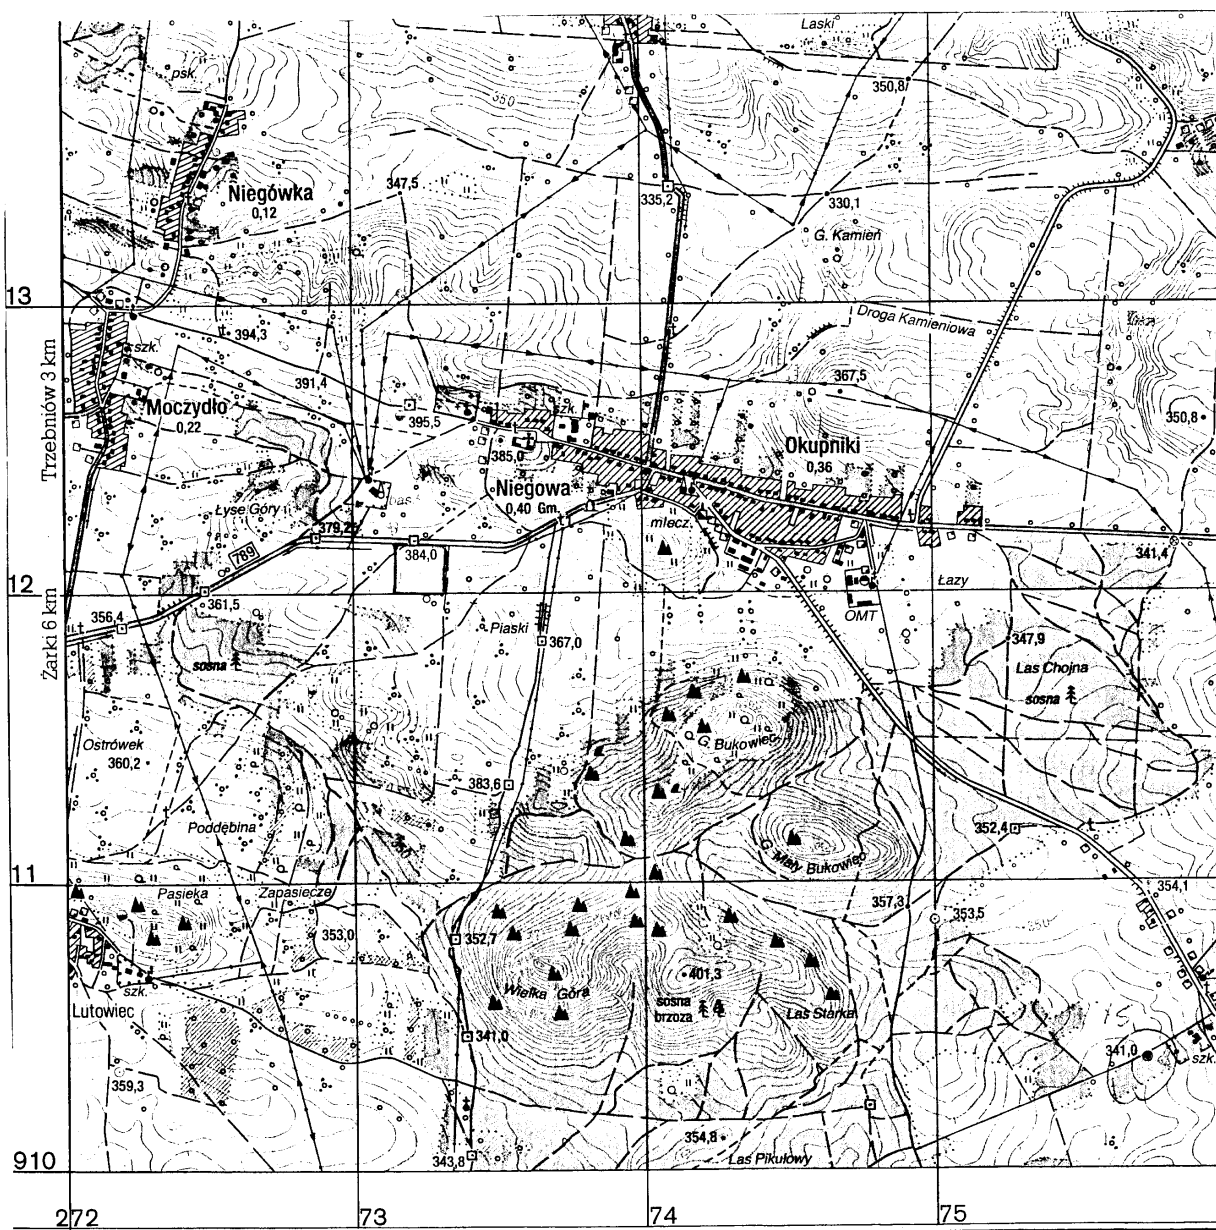 Laski
psk.
350,8
350
Niegówka
0,12
347,5
335,2
330,1
G. Kamień
13
394,3
Droga Kamieniowa
szk.
391,4
367,5
Trzebniów 3 km
Moczydło
0,22
395,5
szk.
350,8
385,0
Okupniki
0,36
Niegowa
0,40 Gm.
bas.
Łyse Góry
379,2
mlecz.
789
384,0
341,4
12
361,5
Łazy
OMT
356,4
Piaski
367,0
347,9
Żarki 6 km
sosna
Las Chojna
sosna
Ostrówek
360,2
G. Bukowiec
383,6
Poddębina
352,4
350
G. Mały Bukowiec
11
Pasieka
Zapasiecze
354,1
357,3
353,5
350
353,0
352,7
401,3
Wielka Góra
sosna
brzoza
Las Starka
szk.
Lutowiec
341,0
341,0
szk.
359,3
354,8
910
343,8
Las Pikułowy
272
73
74
75